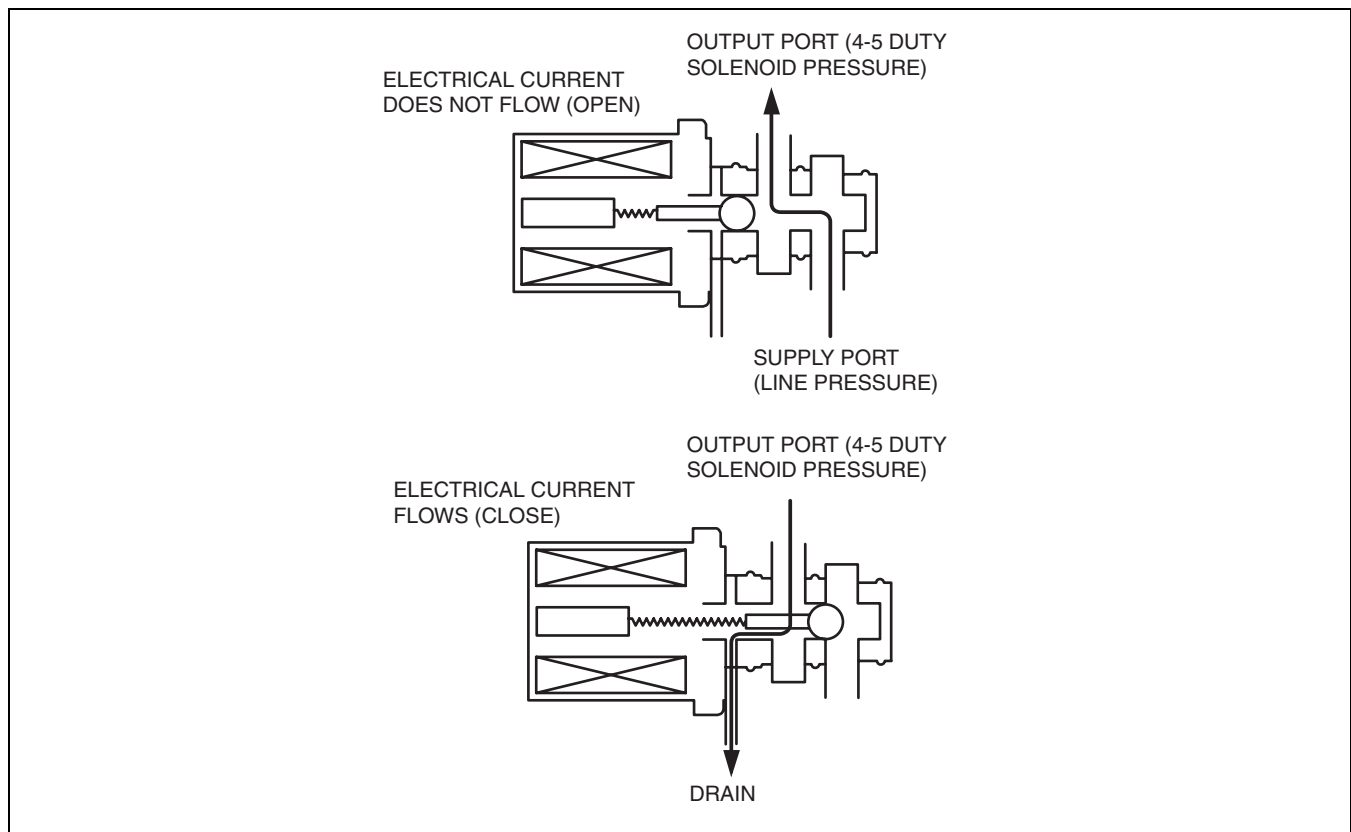 OUTPUT PORT (4-5 DUTY
SOLENOID PRESSURE)
ELECTRICAL CURRENT
DOES NOT FLOW (OPEN)
SUPPLY PORT
(LINE PRESSURE)
OUTPUT PORT (4-5 DUTY
SOLENOID PRESSURE)
ELECTRICAL CURRENT
FLOWS (CLOSE)
DRAIN